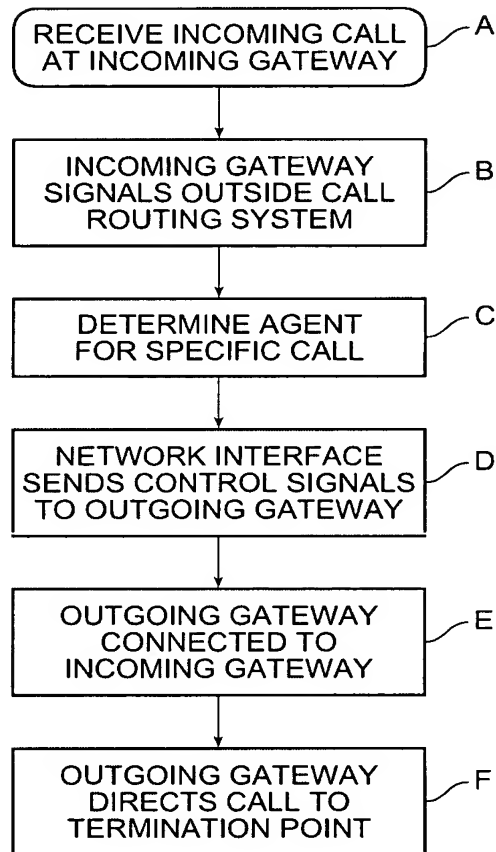 RECEIVE INCOMING CALL
AT INCOMING GATEWAY
A
INCOMING GATEWAY
SIGNALS OUTSIDE CALL
ROUTING SYSTEM
B
DETERMINE AGENT
FOR SPECIFIC CALL
C
NETWORK INTERFACE
SENDS CONTROL SIGNALS
TO OUTGOING GATEWAY
D
OUTGOING GATEWAY
CONNECTED TO
INCOMING GATEWAY
E
OUTGOING GATEWAY
DIRECTS CALL TO
TERMINATION POINT
F